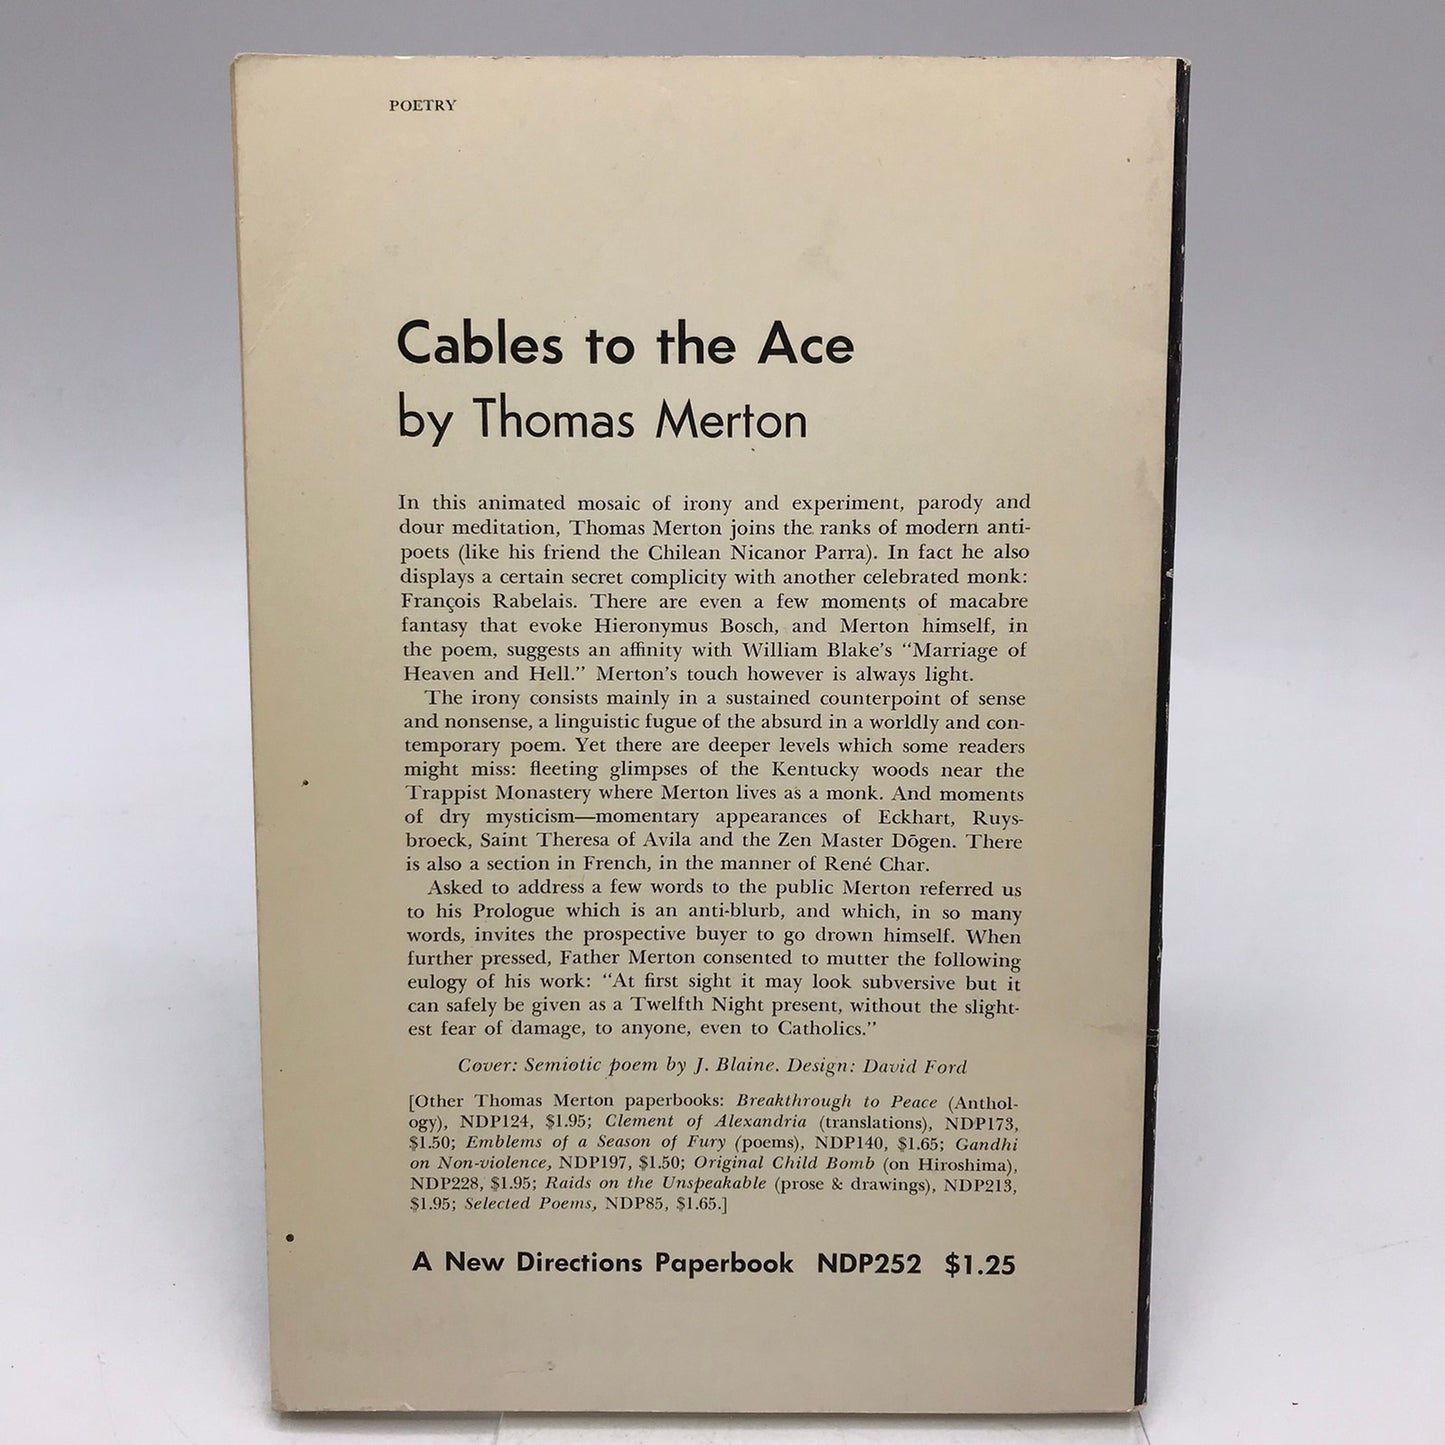 POETRY
Cables to the Ace
by Thomas Merton
In this animated mosaic of irony and experiment, parody and
dour meditation, Thomas Merton joins the ranks of modern anti-
poets (like his friend the Chilean Nicanor Parra). In fact he also
displays a certain secret complicity with another celebrated monk:
François Rabelais. There are even a few moments of macabre
fantasy that evoke Hieronymus Bosch, and Merton himself, in
the poem, suggests an affinity with William Blake's "Marriage of
Heaven and Hell." Merton's touch however is always light.
The irony consists mainly in a sustained counterpoint of sense
and nonsense, a linguistic fugue of the absurd in a worldly and con-
temporary poem. Yet there are deeper levels which some readers
might miss: fleeting glimpses of the Kentucky woods near the
Trappist Monastery where Merton lives as a monk. And moments
of dry mysticism—momentary appearances of Eckhart, Ruys-
broeck, Saint Theresa of Avila and the Zen Master Dōgen. There
is also a section in French, in the manner of René Char.
Asked to address a few words to the public Merton referred us
to his Prologue which is an anti-blurb, and which, in so many
words, invites the prospective buyer to go drown himself. When
further pressed, Father Merton consented to mutter the following
eulogy of his work: "At first sight it may look subversive but it
can safely be given as a Twelfth Night present, without the slight-
est fear of damage, to anyone, even to Catholics."
Cover: Semiotic poem by J. Blaine. Design: David Ford
[Other Thomas Merton paperbooks: Breakthrough to Peace (Anthol-
ogy), NDP124, $1.95; Clement of Alexandria (translations), NDP173,
$1.50; Emblems of a Season of Fury (poems), NDP140, $1.65; Gandhi
on Non-violence, NDP197, $1.50; Original Child Bomb (on Hiroshima),
NDP228, $1.95; Raids on the Unspeakable (prose & drawings), NDP213,
$1.95; Selected Poems, NDP85, $1.65.]
A New Directions Paperbook NDP252 $1.25